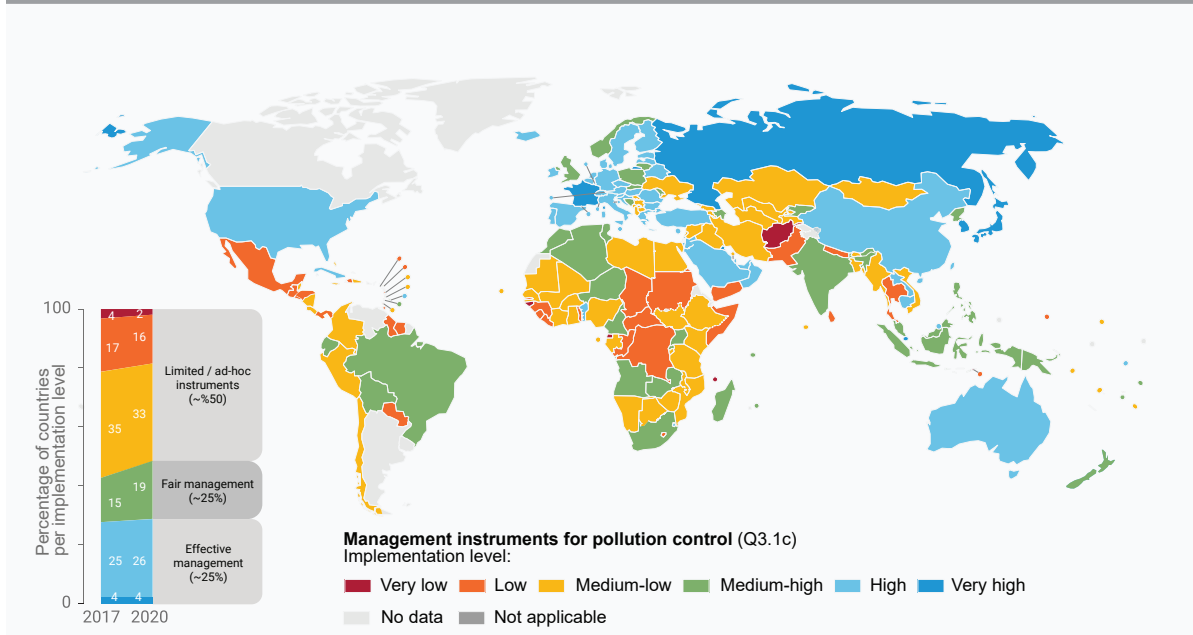 100
4 2
17 16
35 33
15 19
25 26
4 4
0
2017 2020
Percentage of countries
per implementation level
Limited / ad-hoc
instruments
(~%50)
Fair management
(~25%)
Effective
management
(~25%)
Management instruments for pollution control (Q3.1c)
Implementation level:
Very low Low Medium-low Medium-high High Very high
No data Not applicable